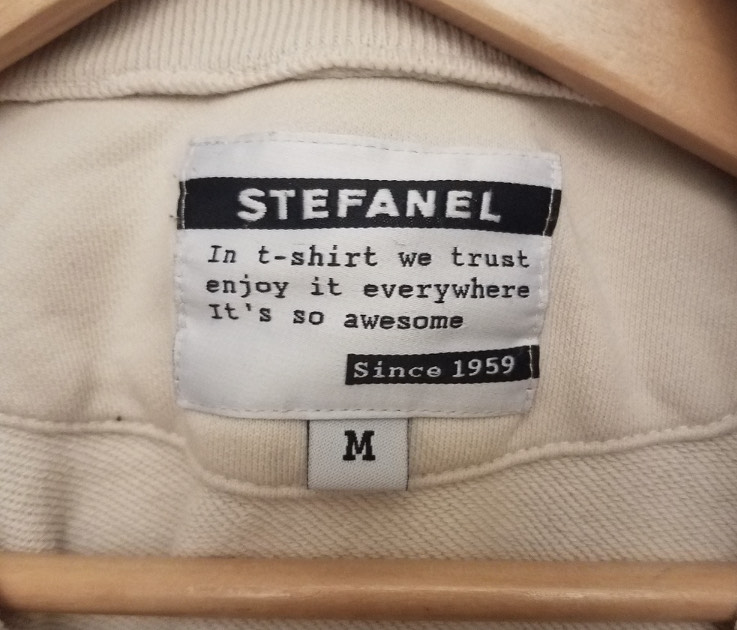 STEFANEL
In t-shirt we trust
enjoy it everywhere
It's so awesome
Since 1959
M